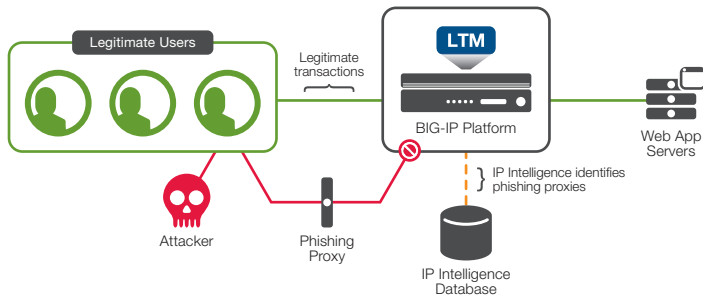 Legitimate Users
Legitimate
transactions
LTM
BIG-IP Platform
Web App
Servers
IP Intelligence identifies
phishing proxies
Attacker
Phishing
Proxy
IP Intelligence
Database